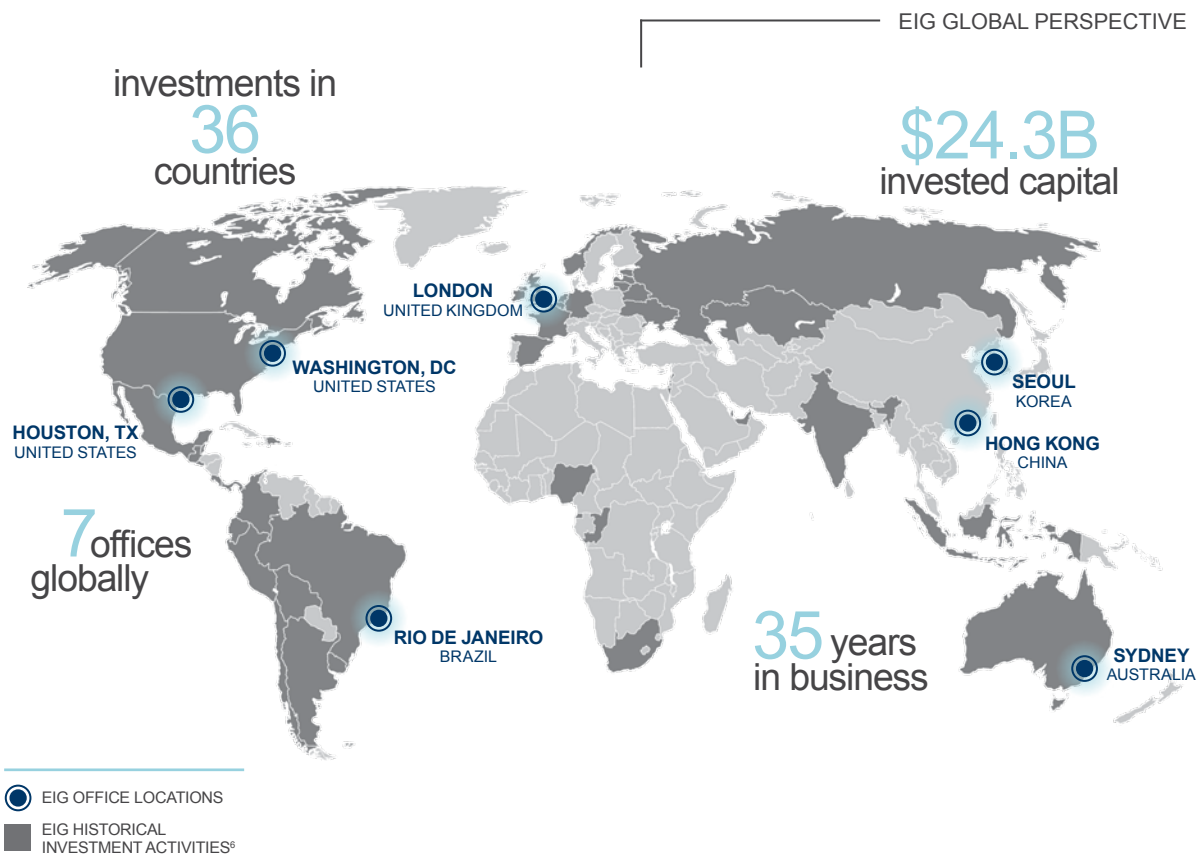 EIG GLOBAL PERSPECTIVE
investments in
36
countries
$24.3B
invested capital
LONDON
UNITED KINGDOM
WASHINGTON, DC
UNITED STATES
SEOUL
KOREA
HOUSTON, TX
UNITED STATES
HONG KONG
CHINA
7 offices
globally
RIO DE JANEIRO
BRAZIL
35 years
in business
SYDNEY
AUSTRALIA
EIG OFFICE LOCATIONS
EIG HISTORICAL
INVESTMENT ACTIVITIES⁶